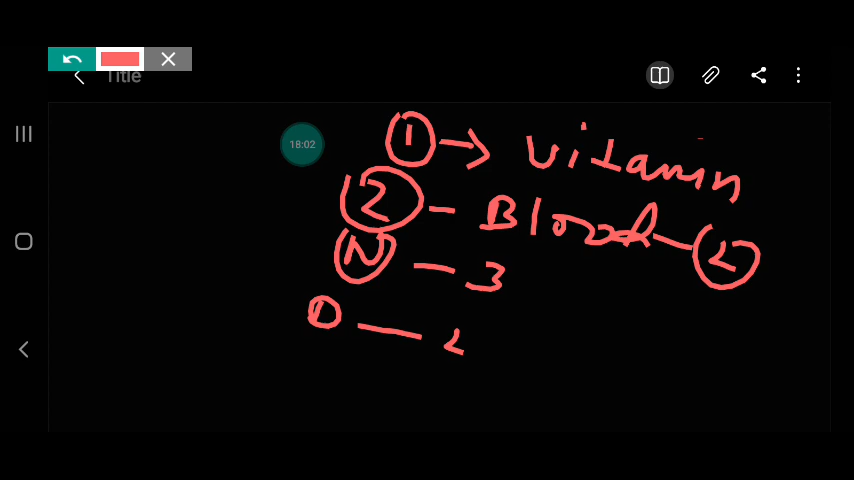 Title
18:02
1 → Vitamin
2 - Blood - 2
N - 3
D - 2